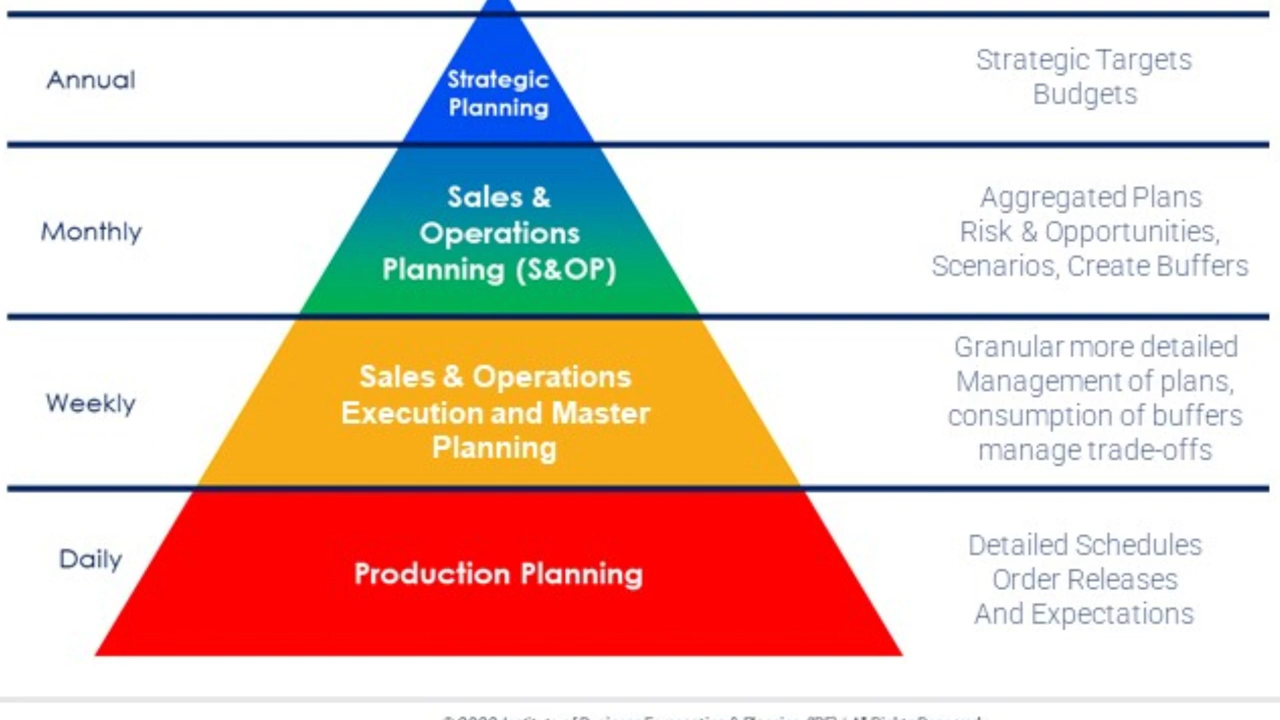 Annual
Strategic
Planning
Strategic Targets
Budgets
Monthly
Sales &
Operations
Planning (S&OP)
Aggregated Plans
Risk & Opportunities,
Scenarios, Create Buffers
Weekly
Sales & Operations
Execution and Master
Planning
Granular more detailed
Management of plans,
consumption of buffers
manage trade-offs
Daily
Production Planning
Detailed Schedules
Order Releases
And Expectations